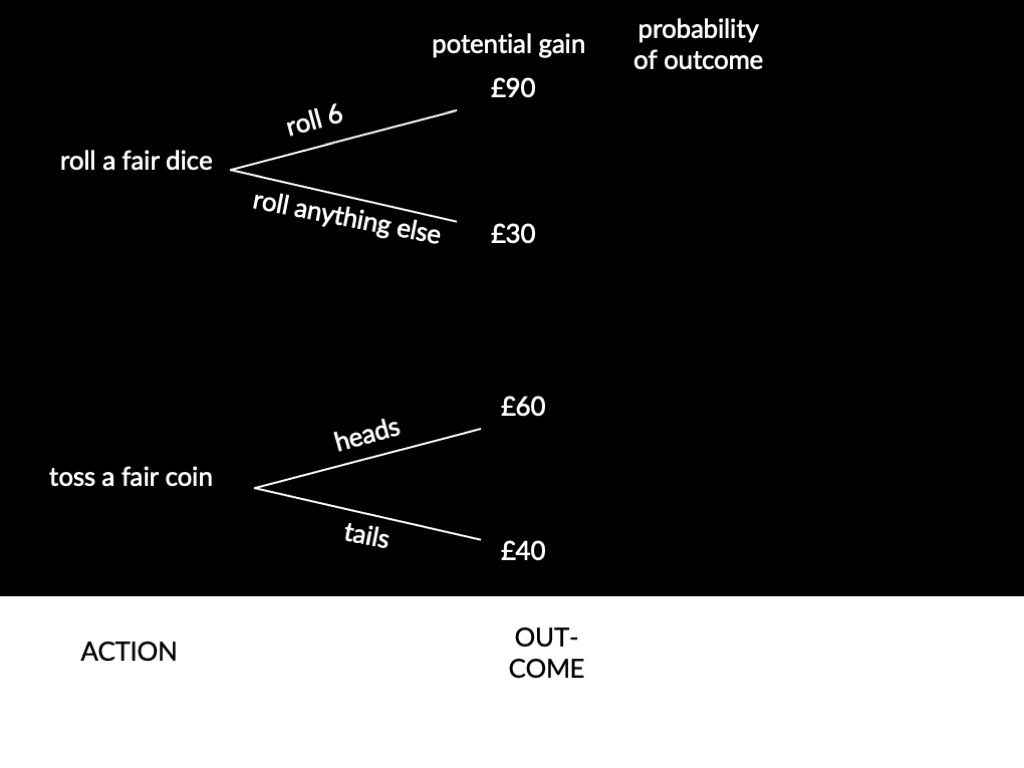 potential gain
probability
of outcome
£90
roll 6
roll a fair dice
roll anything else
£30
£60
heads
toss a fair coin
tails
£40
ACTION
OUT-
COME